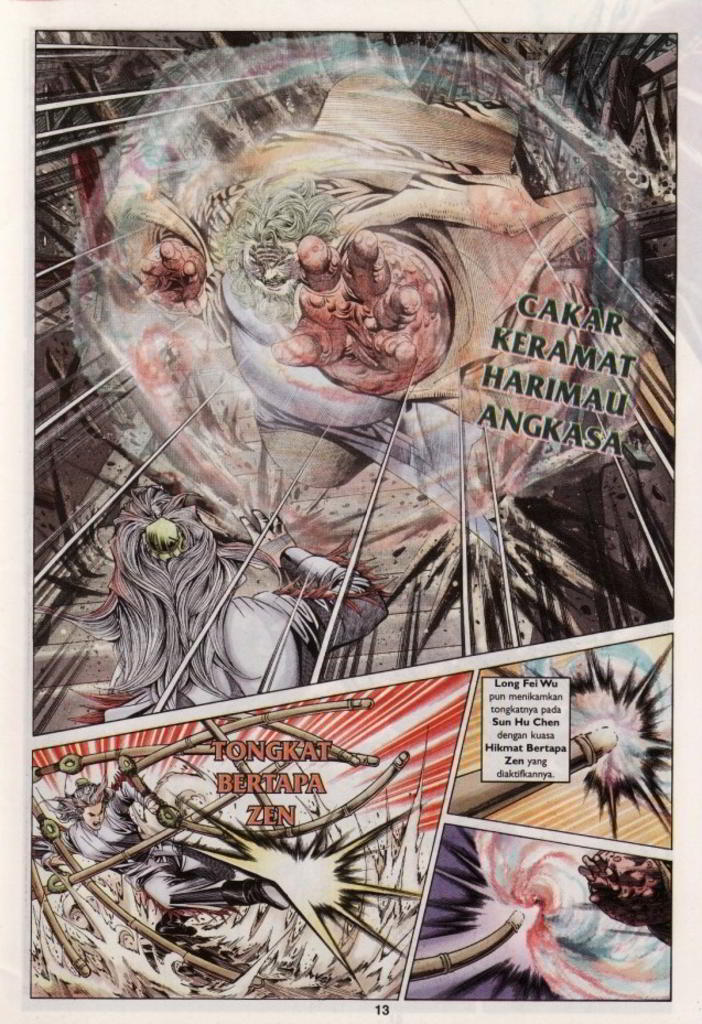 CAKAR
KERAMAT
HARIMAU
ANGKASA
Long Fei Wu
pun menikamkan
tongkatnya pada
Sun Hu Chen
dengan kuasa
Hikmat Bertapa
Zen yang
diaktifkannya.
TONGKAT
BERTAPA
ZEN
13